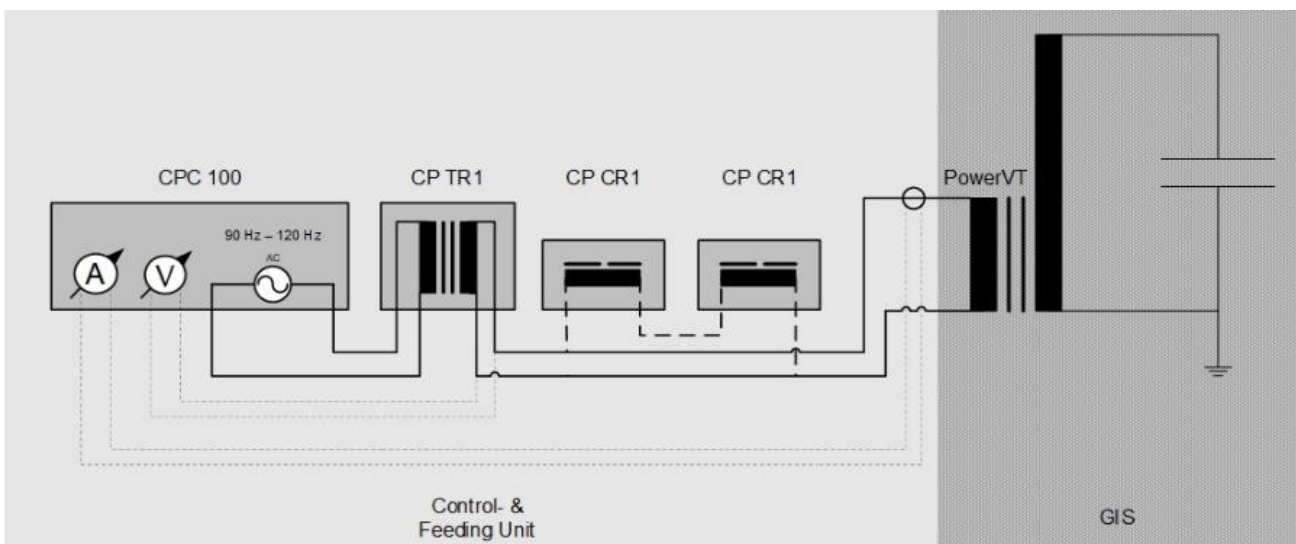 CPC 100
CP TR1
CP CR1
CP CR1
PowerVT
90 Hz – 120 Hz
AC
A
V
Control- &
Feeding Unit
GIS